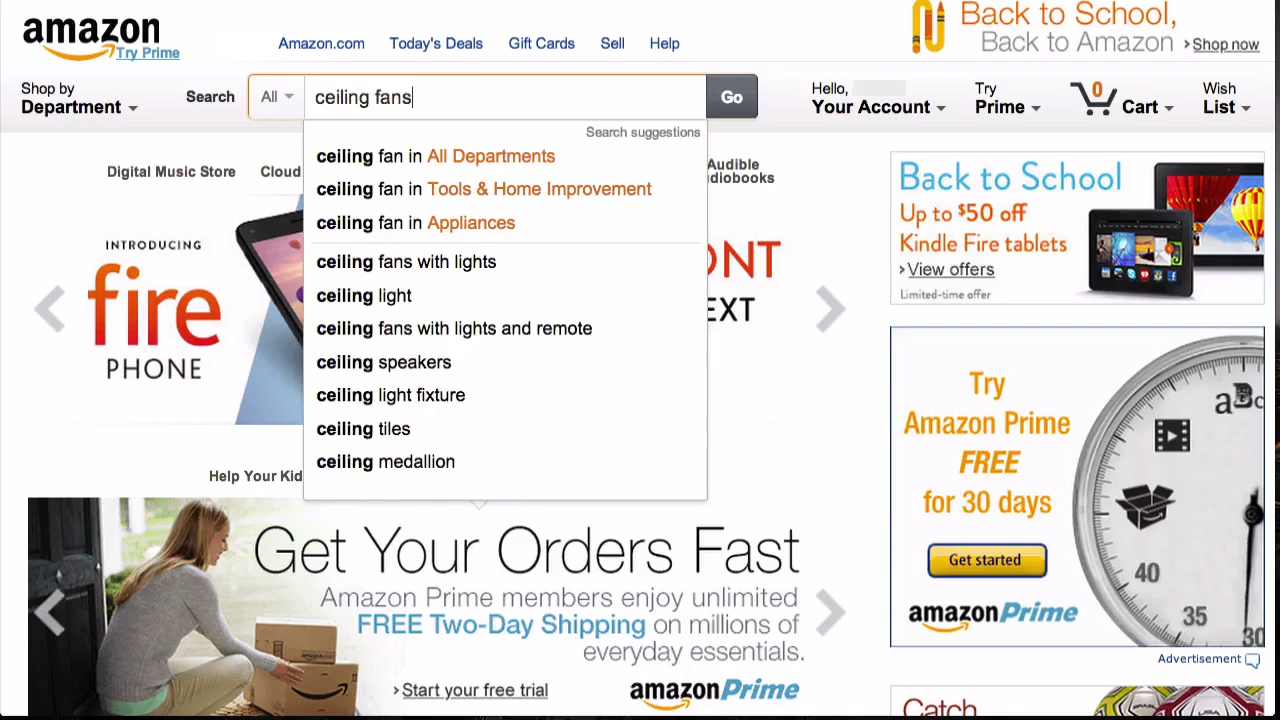 amazon
Try Prime
Amazon.com Today's Deals Gift Cards Sell Help
Back to School,
Back to Amazon
Shop now
Shop by
Department
Search All ceiling fans Go
Hello,
Your Account
Try
Prime
0
Cart
Wish
List
Search suggestions
ceiling fan in All Departments
ceiling fan in Tools & Home Improvement
ceiling fan in Appliances
ceiling fans with lights
ceiling light
ceiling fans with lights and remote
ceiling speakers
ceiling light fixture
ceiling tiles
ceiling medallion
Digital Music Store Cloud
Audible
diobooks
INTRODUCING
fire
PHONE
ONT
EXT
Back to School
Up to $50 off
Kindle Fire tablets
View offers
Limited-time offer
Try
Amazon Prime
FREE
for 30 days
Get started
amazonPrime
40
35
30
Advertisement
Help Your Kid
Get Your Orders Fast
Amazon Prime members enjoy unlimited
FREE Two-Day Shipping on millions of
everyday essentials.
Start your free trial
amazonPrime
Catch